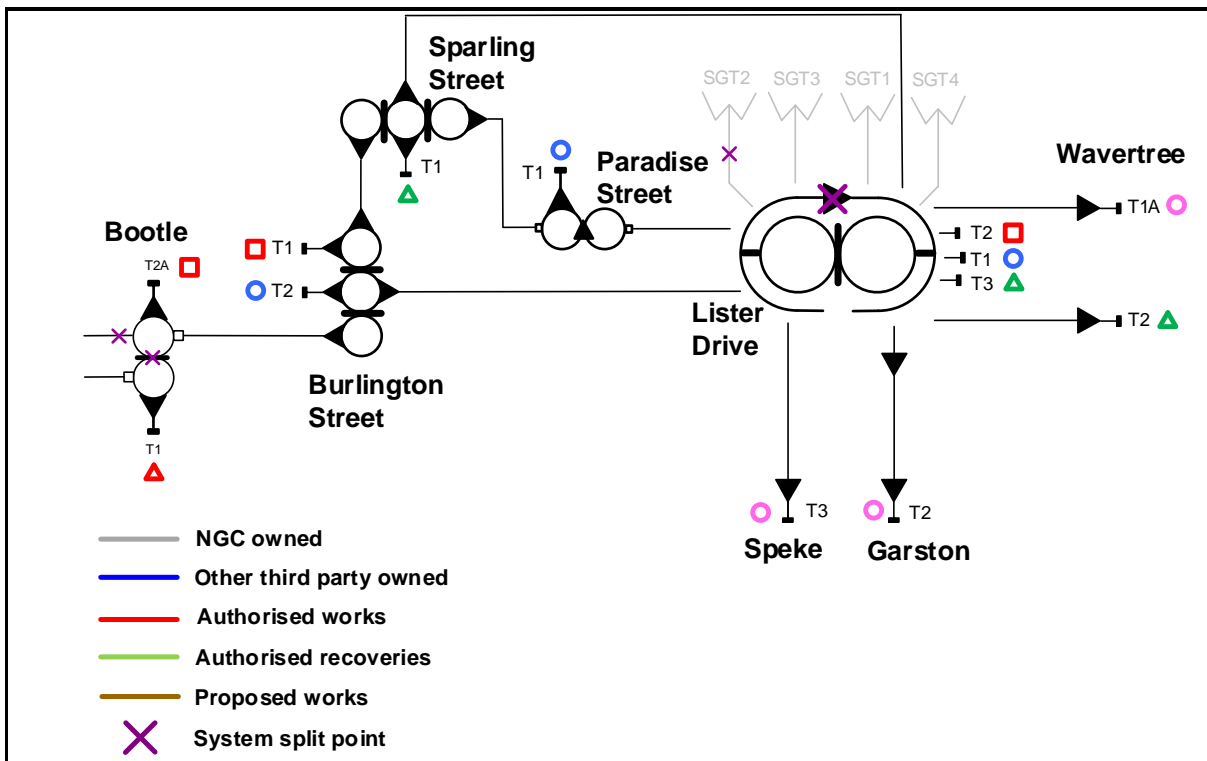 Sparling
Street
SGT2
SGT3
SGT1
SGT4
T1
T1
Paradise
Street
Wavertree
T1A
T2
T1
T3
T2
Bootle
T2A
T1
T2
Lister
Drive
Burlington
Street
T1
T3
T2
Speke
Garston
NGC owned
Other third party owned
Authorised works
Authorised recoveries
Proposed works
System split point